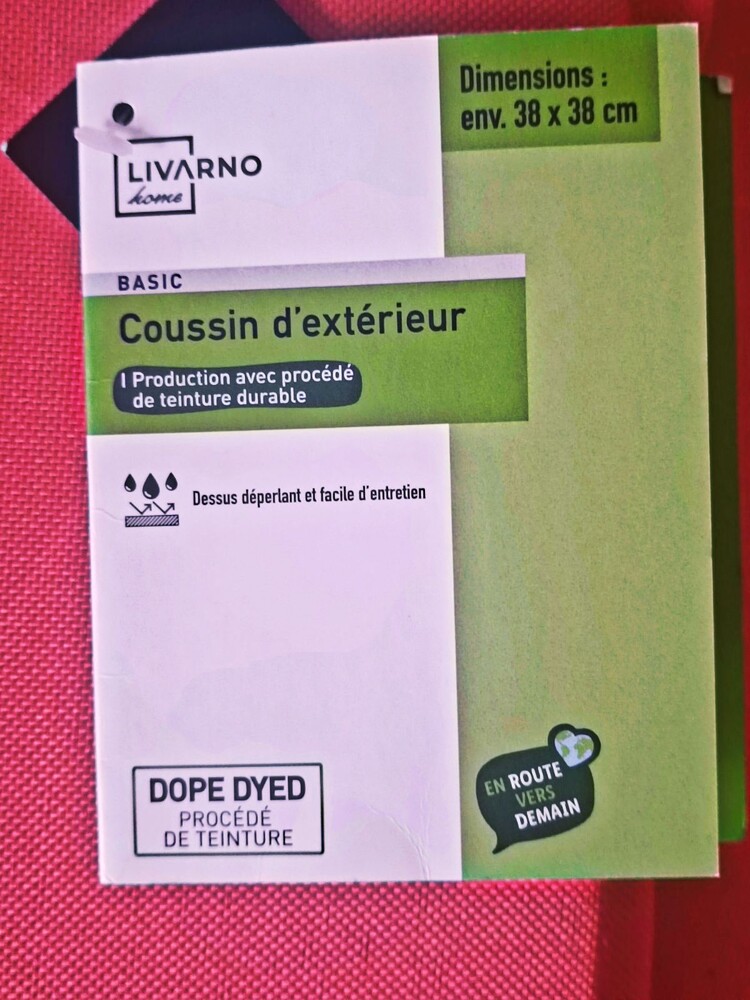 Dimensions :
env. 38 x 38 cm
LIVARNO
home
BASIC
Coussin d'extérieur
I Production avec procédé
de teinture durable
Dessus déperlant et facile d'entretien
DOPE DYED
PROCÉDÉ
DE TEINTURE
EN ROUTE
VERS
DEMAIN